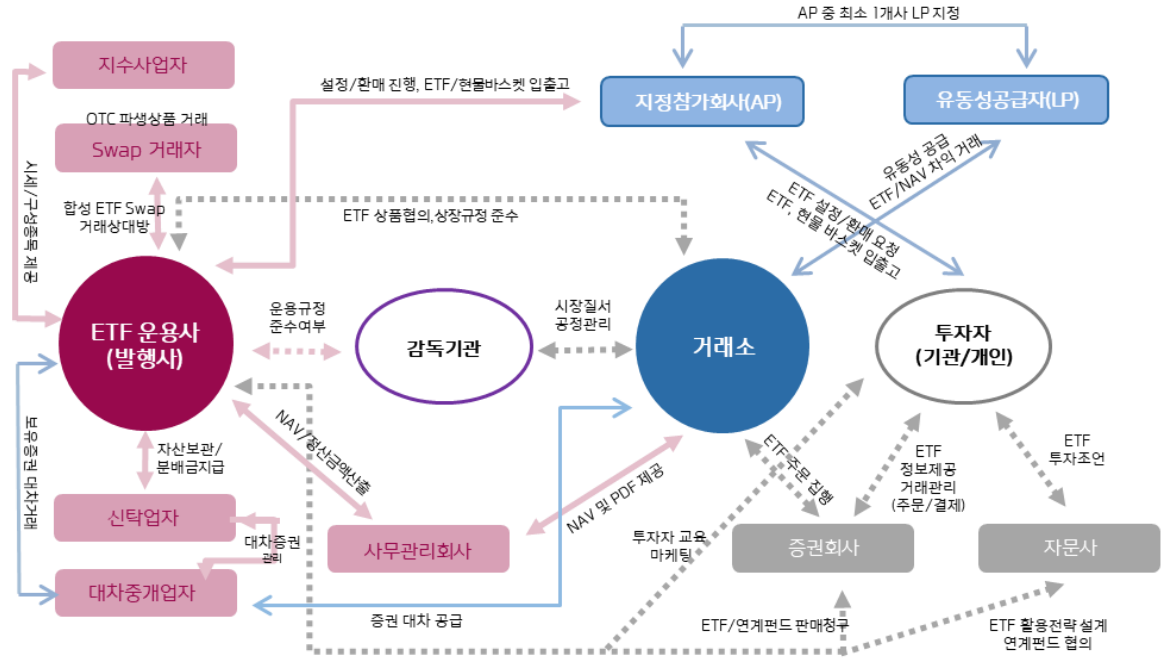 AP 중 최소 1개사 LP 지정
지수사업자
설정/환매 진행, ETF/현물바스켓 입출고
지정참가회사(AP)
유동성공급자(LP)
OTC 파생상품 거래
Swap 거래자
시세/구성종목 제공
합성 ETF Swap
거래상대방
ETF 상품협의,상장규정 준수
유동성 공급
ETF/NAV 차익 거래
ETF 설정/환매 요청
ETF, 현물 바스켓 입출고
ETF 운용사
(발행사)
운용규정
준수여부
감독기관
시장질서
공정관리
거래소
투자자
(기관/개인)
보유증권 대차거래
자산보관/
분배금지급
NAV/정산금액산출
NAV 및 PDF 제공
ETF 주문 집행
ETF
정보제공
거래관리
(주문/결제)
ETF
투자조언
신탁업자
대차증권
관리
사무관리회사
투자자 교육
마케팅
증권회사
자문사
대차중개업자
증권 대차 공급
ETF/연계펀드 판매청구
ETF 활용전략 설계
연계펀드 협의